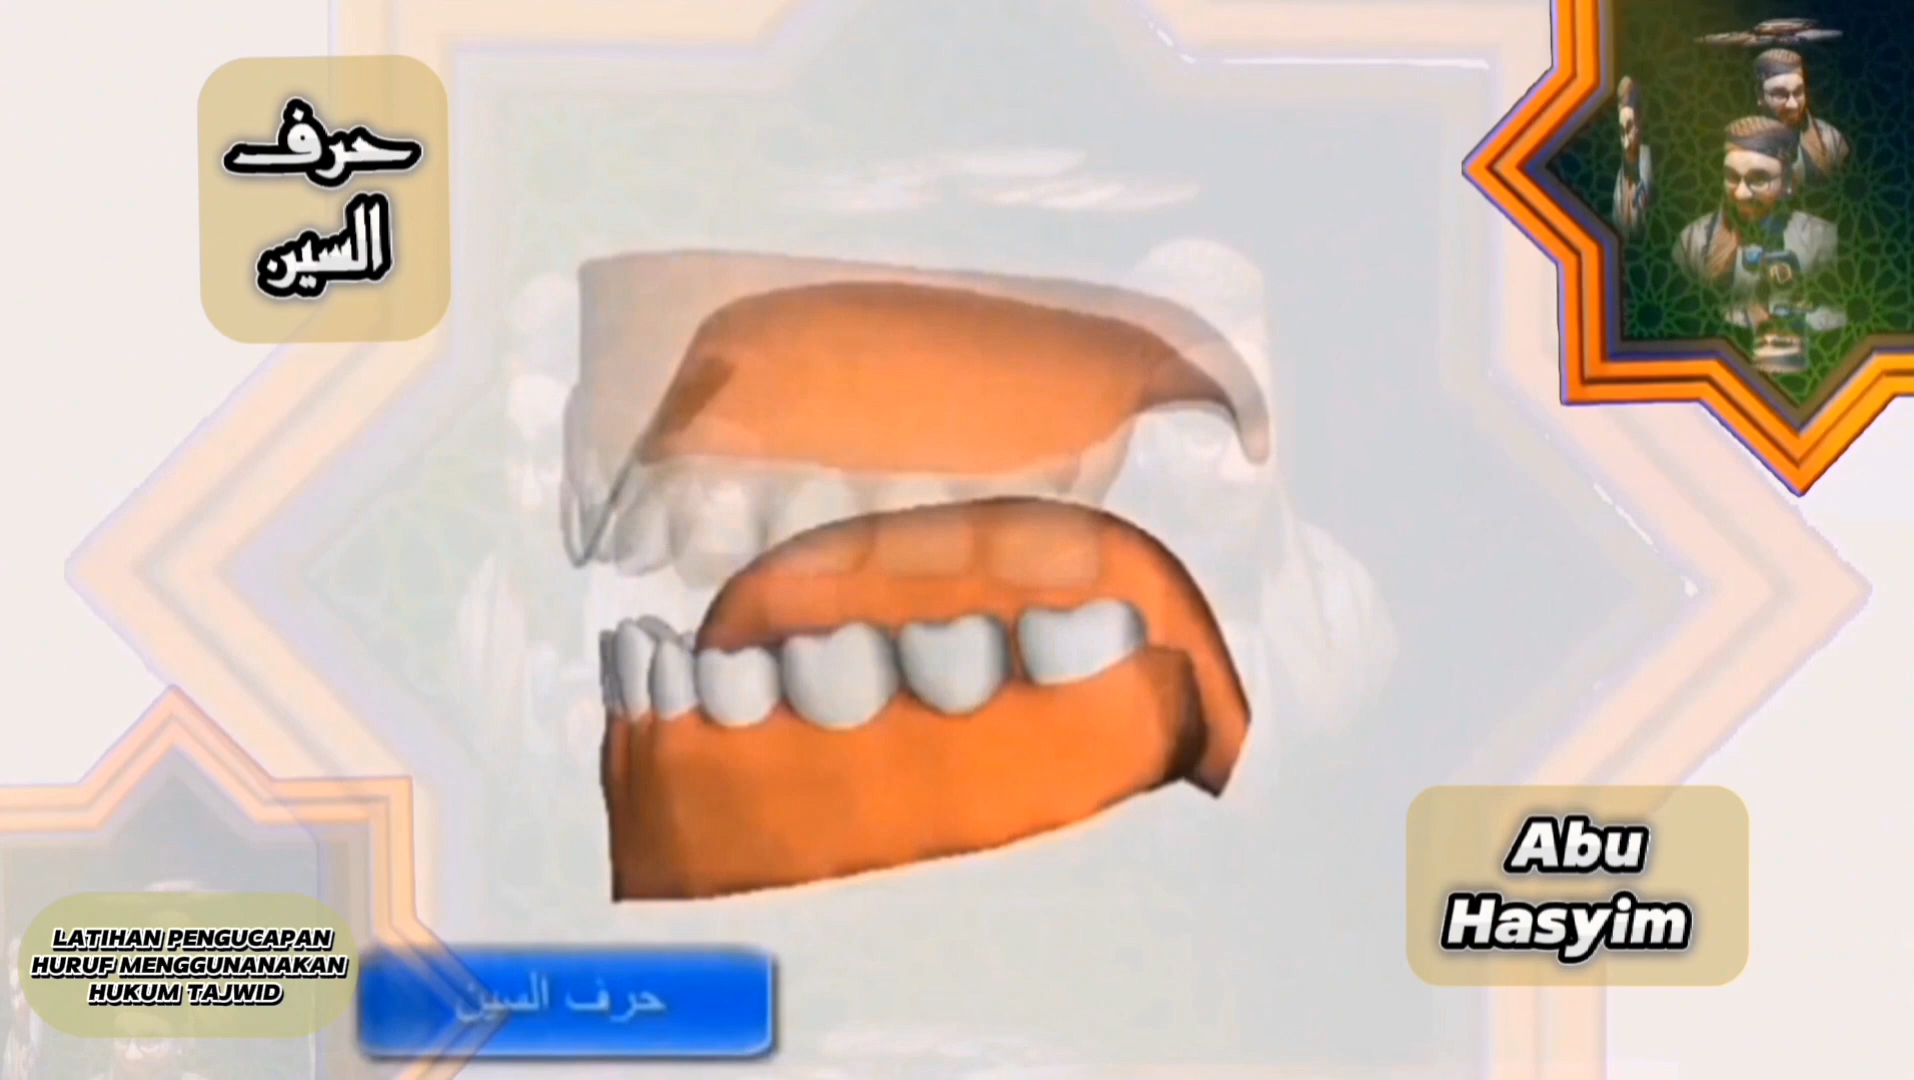 حرف
السين
Abu
Hasyim
LATIHAN PENGUCAPAN
HURUF MENGGUNANAKAN
HUKUM TAJWID
حرف السين